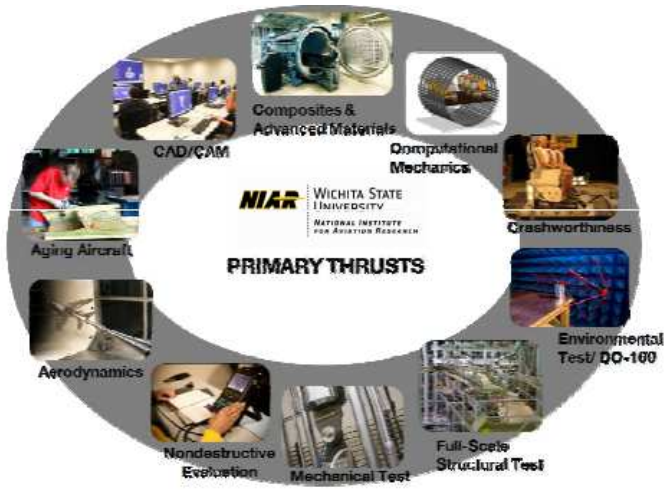 Composites &
Advanced Materials
CAD/CAM
Computational
Mechanics
NIAR
WICHITA STATE
UNIVERSITY
NATIONAL INSTITUTE
FOR AVIATION RESEARCH
PRIMARY THRUSTS
Crashworthiness
Aging Aircraft
Environmental
Test/ DO-160
Aerodynamics
Full-Scale
Structural Test
Nondestructive
Evaluation
Mechanical Test